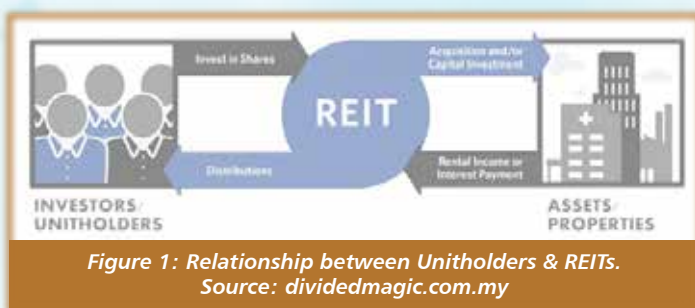 Invest in Shares
Acquisition and/or
Capital Investment
REIT
Distributions
Rental Income or
Interest Payment
INVESTORS/
UNITHOLDERS
ASSETS/
PROPERTIES
Figure 1: Relationship between Unitholders & REITs.
Source: dividedmagic.com.my